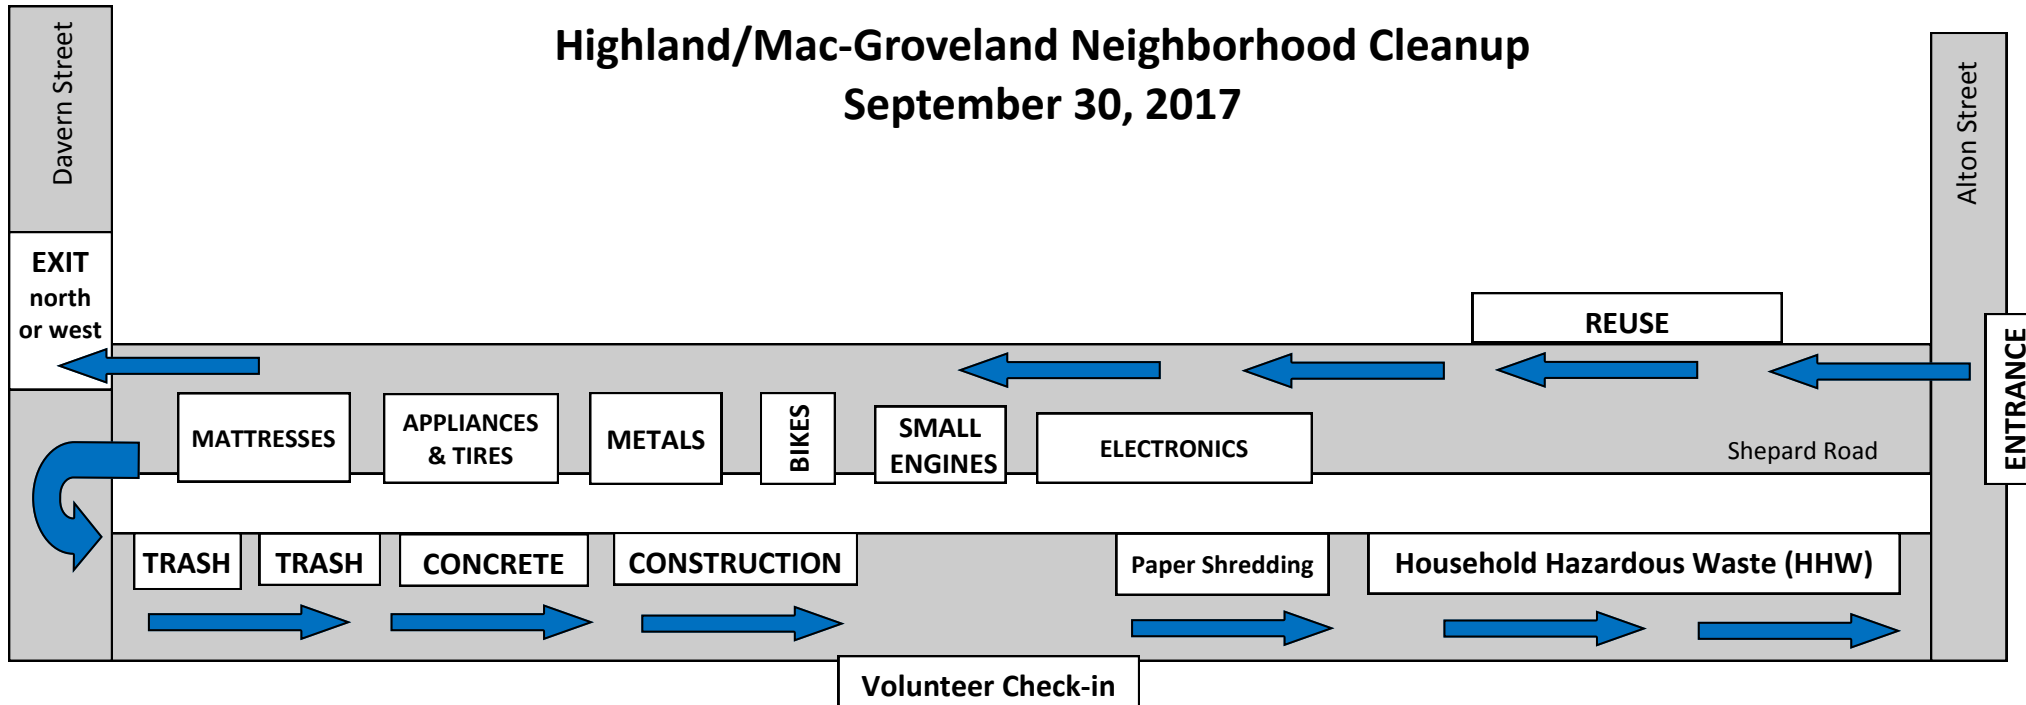 Highland/Mac-Groveland Neighborhood Cleanup
September 30, 2017
Davern Street
Alton Street
EXIT
north
or west
REUSE
ENTRANCE
MATTRESSES
APPLIANCES
& TIRES
METALS
BIKES
SMALL
ENGINES
ELECTRONICS
Shepard Road
TRASH
TRASH
CONCRETE
CONSTRUCTION
Paper Shredding
Household Hazardous Waste (HHW)
Volunteer Check-in